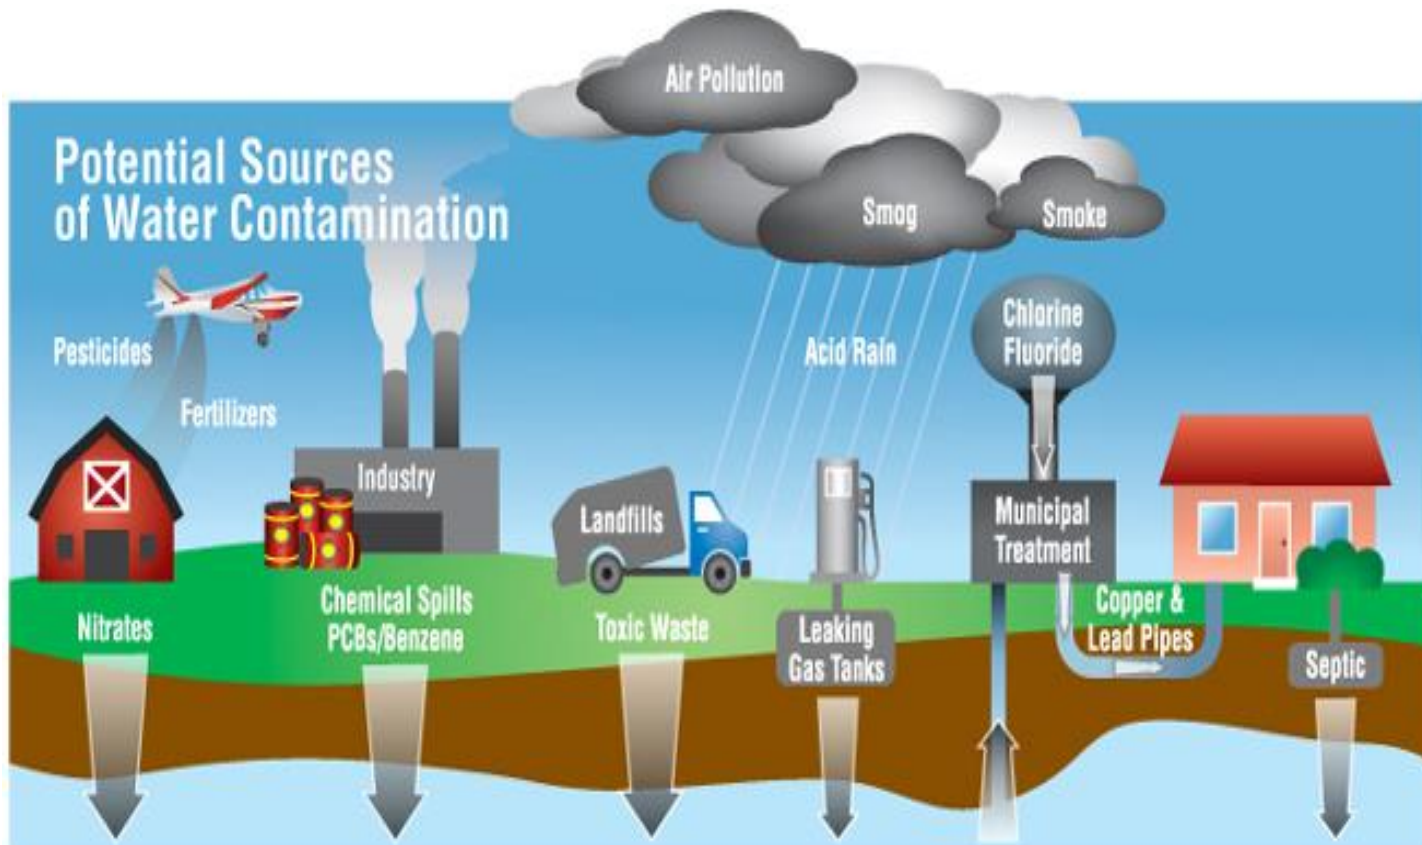 Air Pollution
Potential Sources
of Water Contamination
Smog
Smoke
Pesticides
Fertilizers
Acid Rain
Chlorine
Fluoride
Industry
Landfills
Municipal
Treatment
Nitrates
Chemical Spills
PCBs/Benzene
Toxic Waste
Leaking
Gas Tanks
Copper &
Lead Pipes
Septic